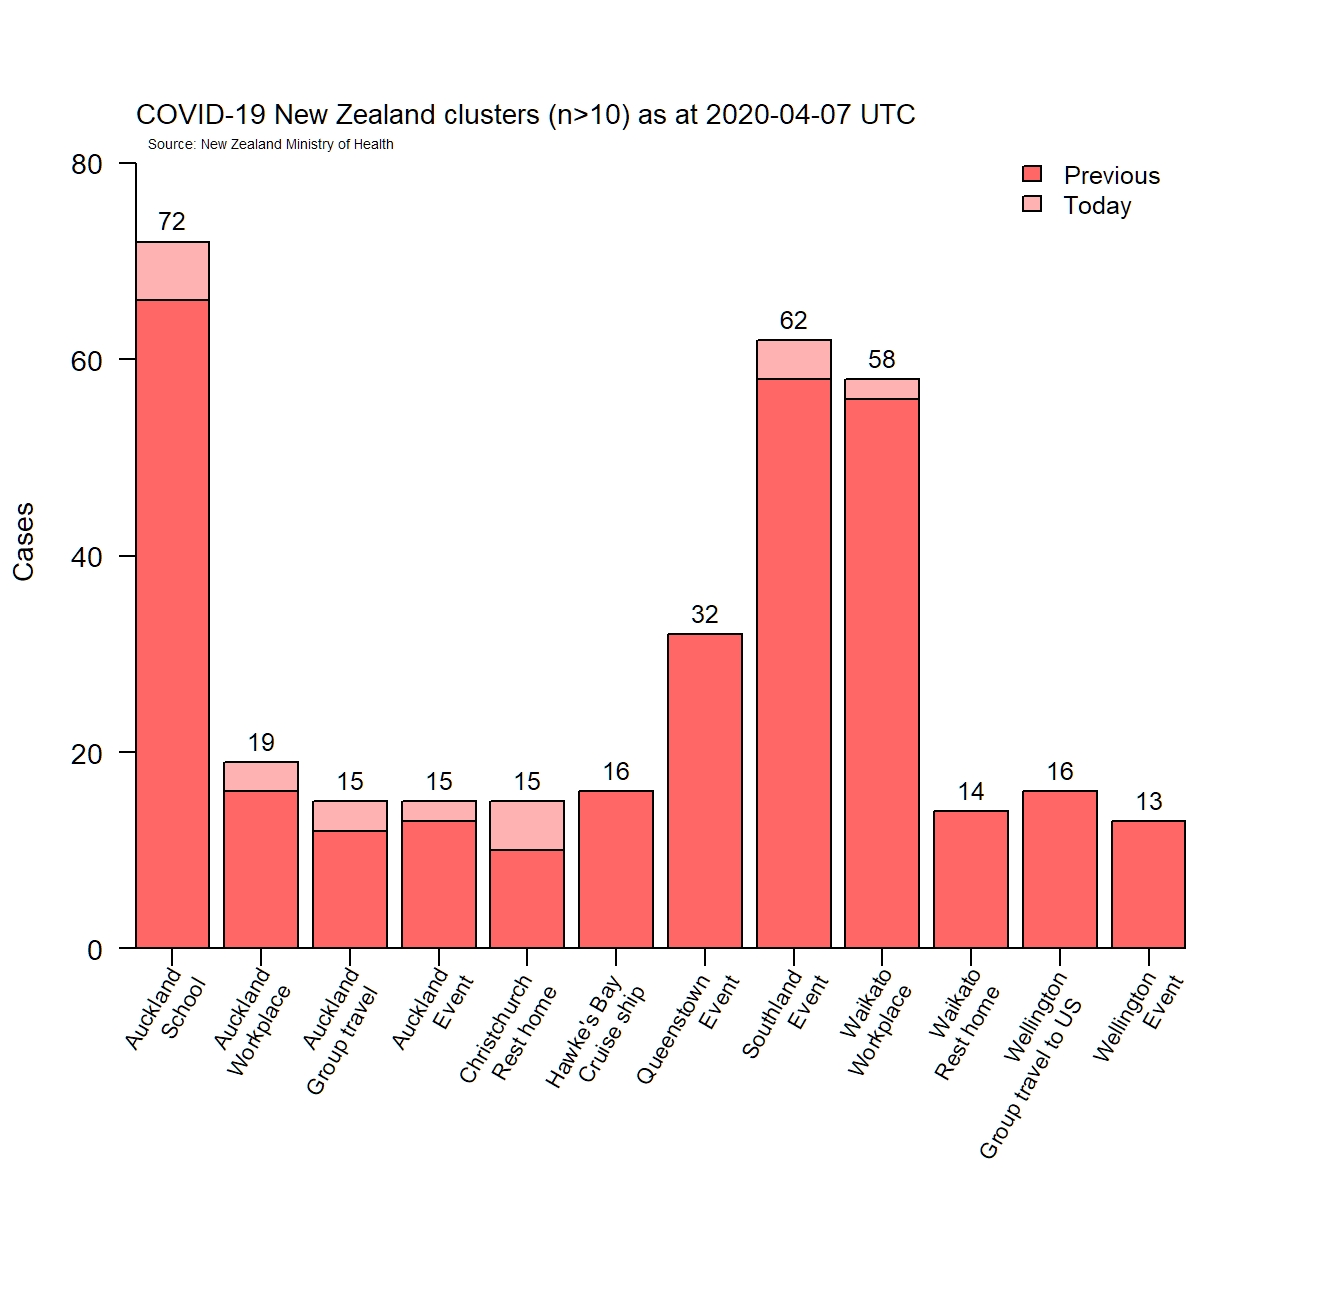 COVID-19 New Zealand clusters (n>10) as at 2020-04-07 UTC
Source: New Zealand Ministry of Health
Previous
Today
Cases
80
60
40
20
0
72
19
15
15
15
16
32
62
58
14
16
13
Auckland
School
Auckland
Workplace
Auckland
Group travel
Auckland
Event
Christchurch
Rest home
Hawke's Bay
Cruise ship
Queenstown
Event
Southland
Event
Waikato
Workplace
Waikato
Rest home
Wellington
Group travel to US
Wellington
Event